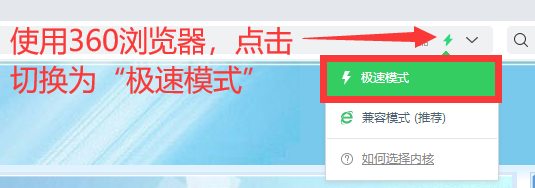 使用360浏览器，点击
切换为“极速模式”
极速模式
兼容模式 (推荐)
如何选择内核